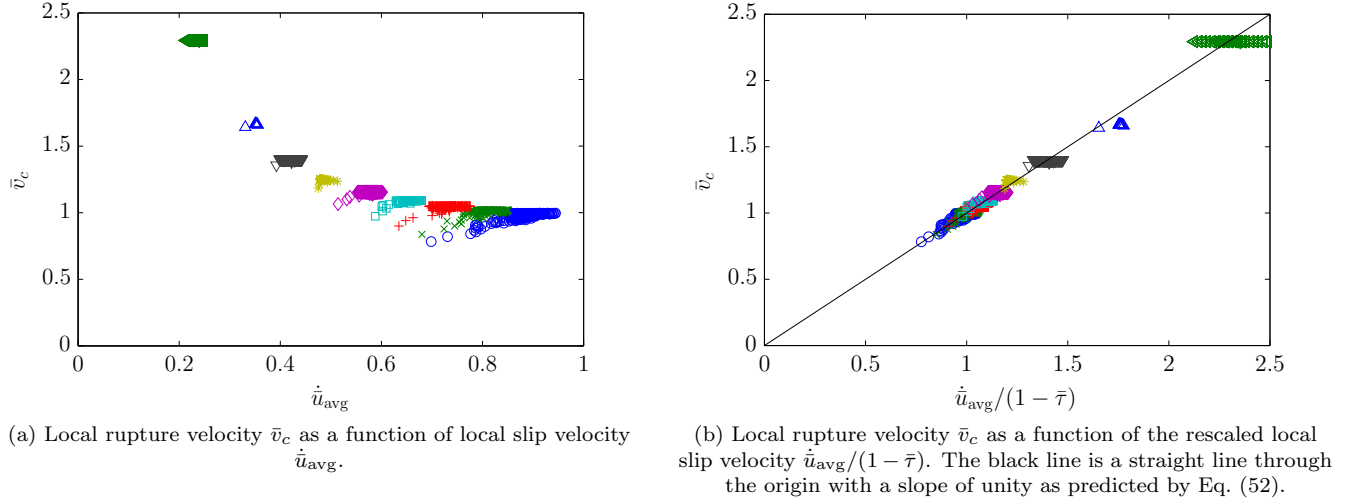 2.5
2
1.5
1
0.5
0
v̄c
0
0.2
0.4
0.6
0.8
1
u̇̄avg
(a) Local rupture velocity v̄c as a function of local slip velocity
u̇̄avg.
2.5
2
1.5
1
0.5
0
v̄c
0
0.5
1
1.5
2
2.5
u̇̄avg/(1 − τ̄)
(b) Local rupture velocity v̄c as a function of the rescaled local
slip velocity u̇̄avg/(1 − τ̄). The black line is a straight line through
the origin with a slope of unity as predicted by Eq. (52).